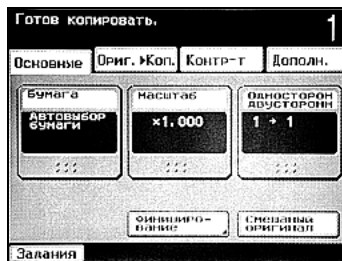 Готов копировать.
1
Основные
Ориг.▸Коп.
Контр-т
Дополн.
Бумага
Автовыбор
бумаги
Масштаб
×1.000
Односторон
Двусторонн
1 → 1
Финиширо-
вание
Смешаный
оригинал
Задания